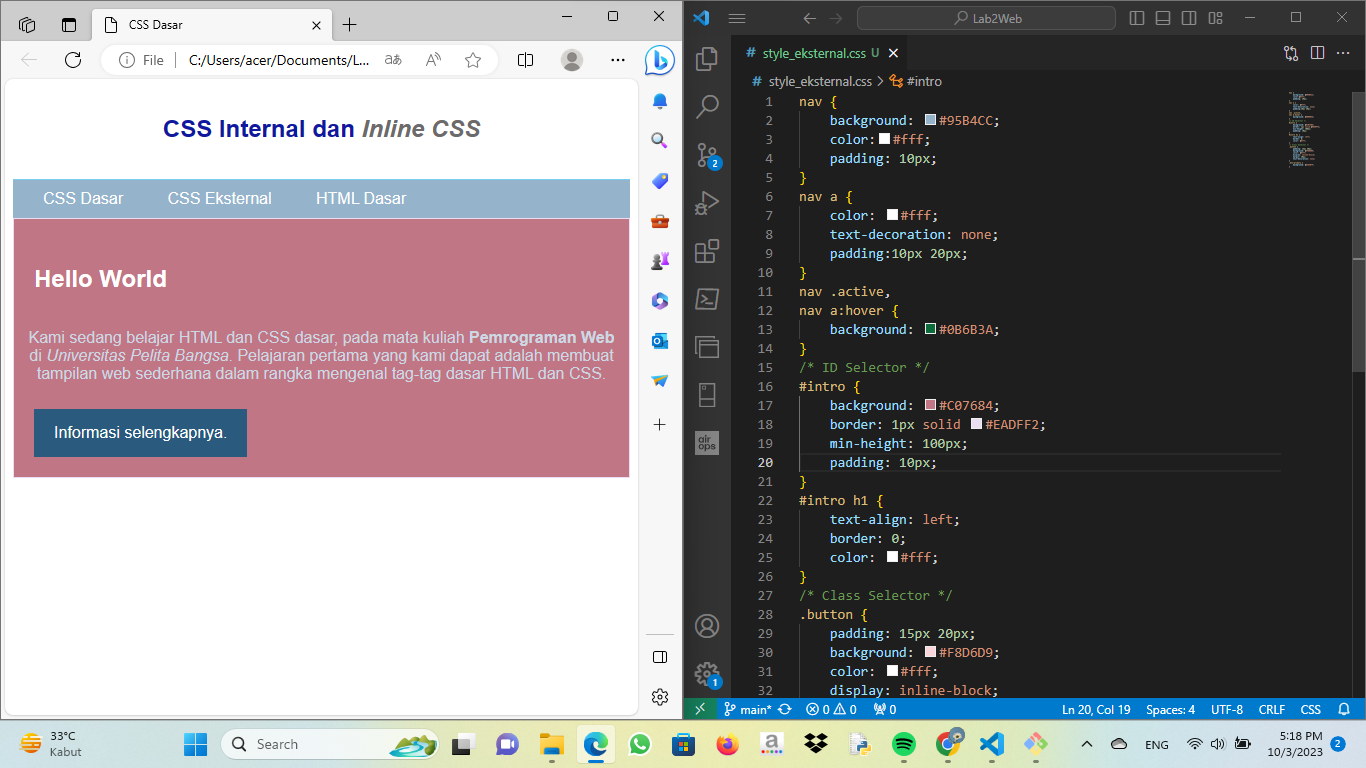 CSS Dasar
File
C:/Users/acer/Documents/L...
CSS Internal dan Inline CSS
CSS Dasar
CSS Eksternal
HTML Dasar
Hello World
Kami sedang belajar HTML dan CSS dasar, pada mata kuliah Pemrograman Web
di Universitas Pelita Bangsa. Pelajaran pertama yang kami dapat adalah membuat
tampilan web sederhana dalam rangka mengenal tag-tag dasar HTML dan CSS.
Informasi selengkapnya.
Lab2Web
# style_eksternal.css U
# style_eksternal.css > #intro
1 nav {
2 background: #95B4CC;
3 color:#fff;
4 padding: 10px;
5 }
6 nav a {
7 color: #fff;
8 text-decoration: none;
9 padding:10px 20px;
10 }
11 nav .active,
12 nav a:hover {
13 background: #0B6B3A;
14 }
15 /* ID Selector */
16 #intro {
17 background: #C07684;
18 border: 1px solid #EADFF2;
19 min-height: 100px;
20 padding: 10px;
21 }
22 #intro h1 {
23 text-align: left;
24 border: 0;
25 color: #fff;
26 }
27 /* Class Selector */
28 .button {
29 padding: 15px 20px;
30 background: #F8D6D9;
31 color: #fff;
32 display: inline-block;
2
air
ops
1
main* 0 0 0 Ln 20, Col 19 Spaces: 4 UTF-8 CRLF CSS
33°C
Kabut
Search
ENG
5:18 PM
10/3/2023
2